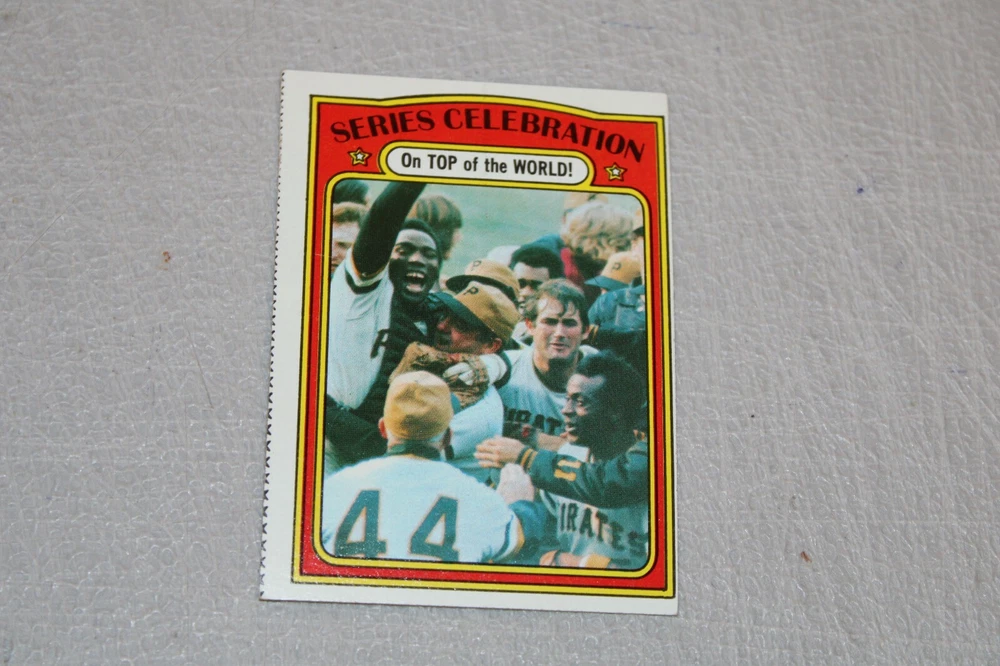 SERIES CELEBRATION
On TOP of the WORLD!
P
P
44
PIRATES